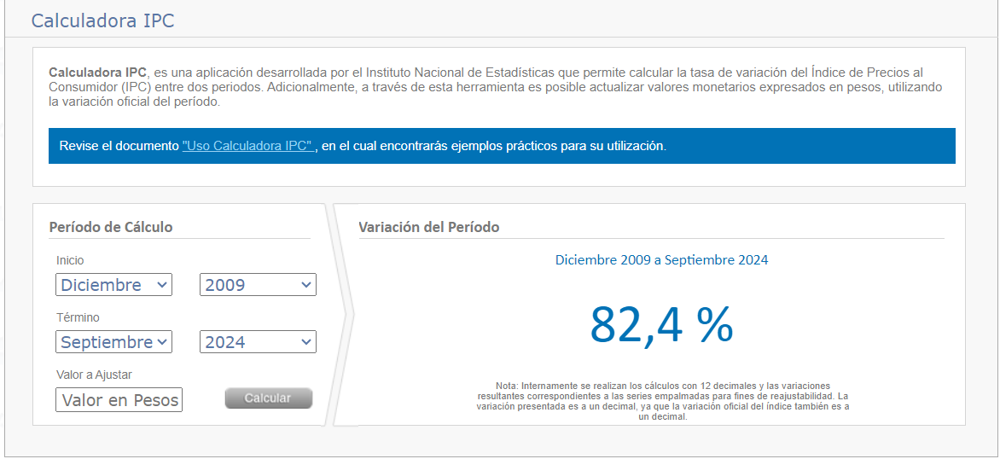 Calculadora IPC
Calculadora IPC, es una aplicación desarrollada por el Instituto Nacional de Estadísticas que permite calcular la tasa de variación del Índice de Precios al
Consumidor (IPC) entre dos periodos. Adicionalmente, a través de esta herramienta es posible actualizar valores monetarios expresados en pesos, utilizando
la variación oficial del período.
Revise el documento "Uso Calculadora IPC" , en el cual encontrarás ejemplos prácticos para su utilización.
Período de Cálculo
Inicio
Diciembre 2009
Término
Septiembre 2024
Valor a Ajustar
Valor en Pesos Calcular
Variación del Período
Diciembre 2009 a Septiembre 2024
82,4 %
Nota: Internamente se realizan los cálculos con 12 decimales y las variaciones
resultantes correspondientes a las series empalmadas para fines de reajustabilidad. La
variación presentada es a un decimal, ya que la variación oficial del índice también es a
un decimal.